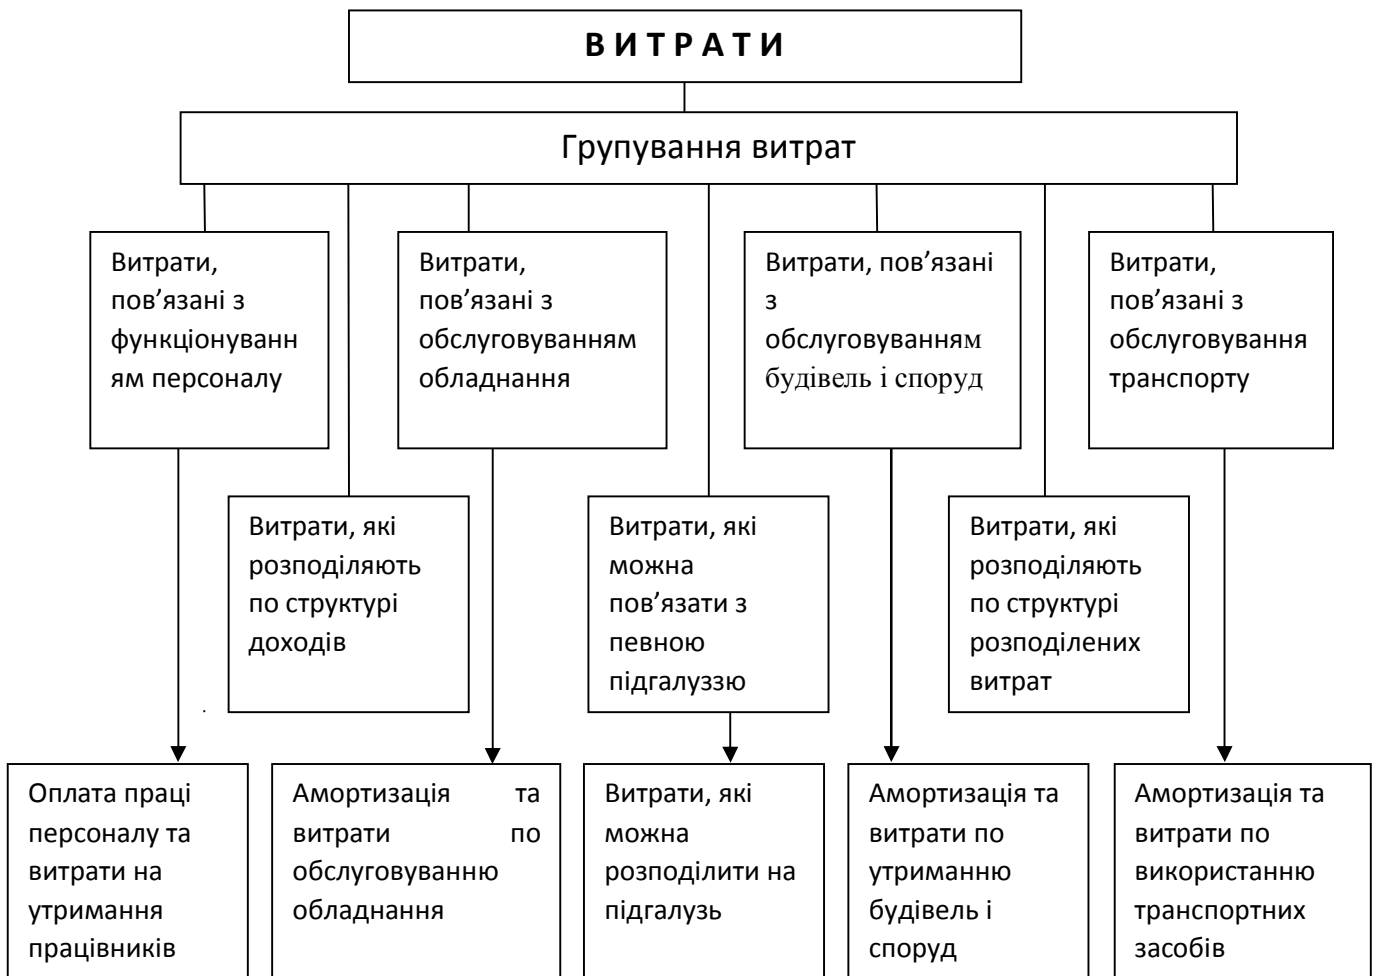 В И Т Р А Т И
Групування витрат
Витрати,
пов’язані з
функціонуванн
ям персоналу
Витрати,
пов’язані з
обслуговуванням
обладнання
Витрати, пов’язані
з
обслуговуванням
будівель і споруд
Витрати,
пов’язані з
обслуговування
транспорту
Витрати, які
розподіляють
по структурі
доходів
Витрати, які
можна
пов’язати з
певною
підгалуззю
Витрати, які
розподіляють
по структурі
розподілених
витрат
.
Оплата праці
персоналу та
витрати на
утримання
працівників
Амортизація та
витрати по
обслуговуванню
обладнання
Витрати, які
можна
розподілити на
підгалузь
Амортизація та
витрати по
утриманню
будівель і
споруд
Амортизація та
витрати по
використанню
транспортних
засобів